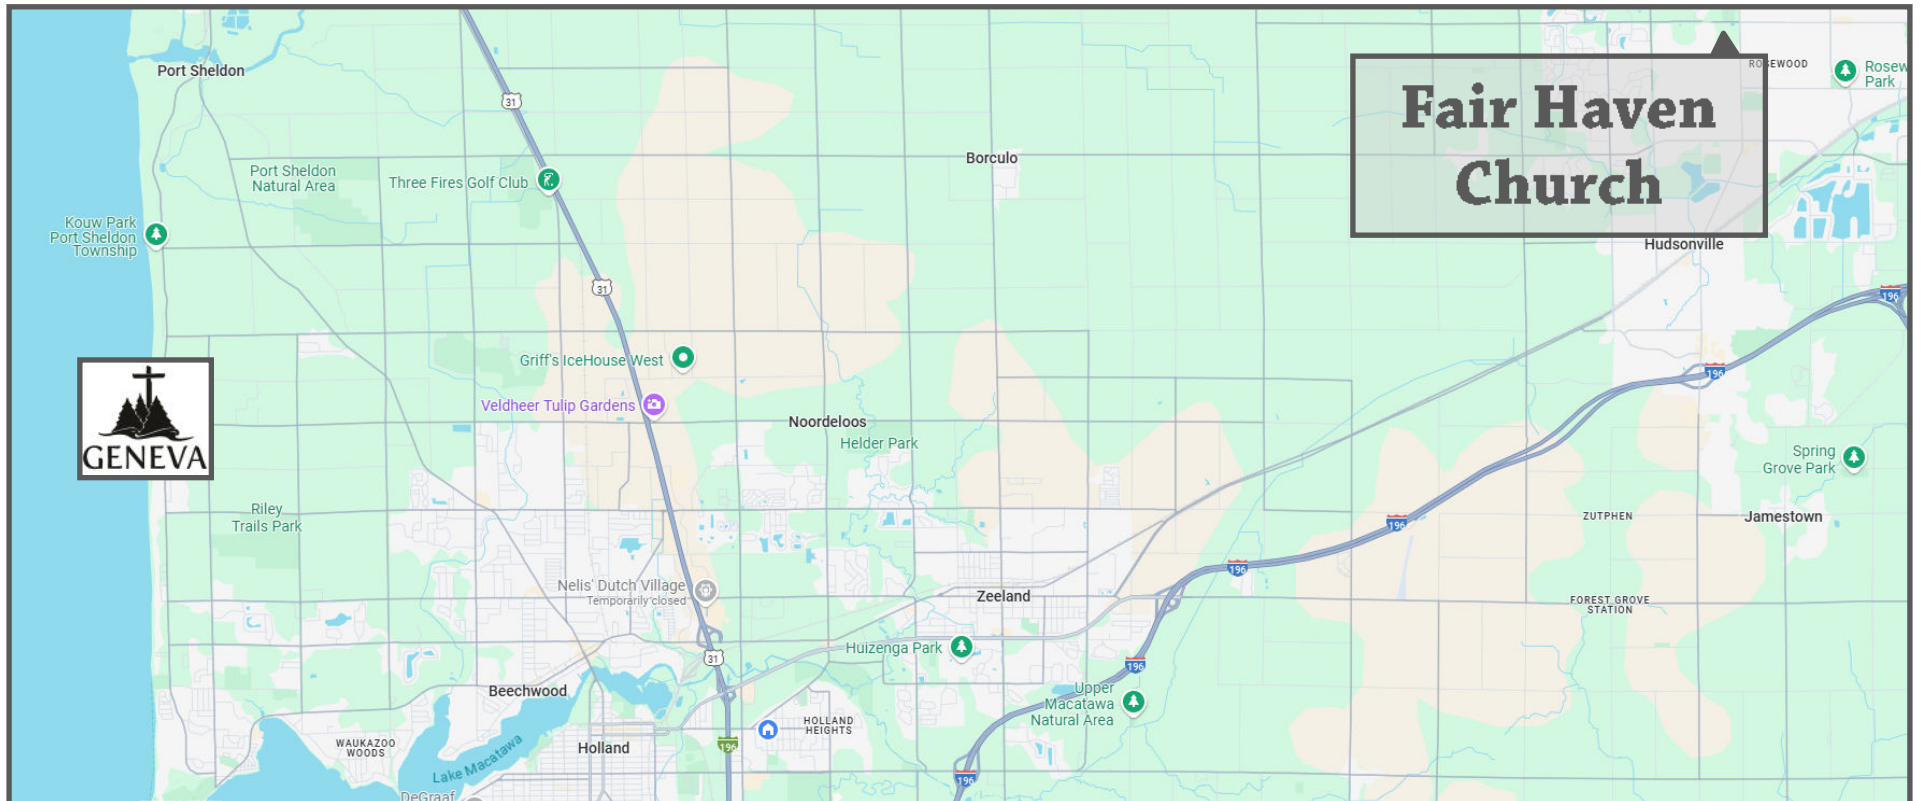 Port Sheldon
31
ROSEWOOD
Fair Haven
Church
Park
Port Sheldon
Natural Area
Three Fires Golf Club
Borculo
Kouw Park
Port Sheldon
Township
Hudsonville
31
196
Griff's IceHouse West
196
GENEVA
Veldheer Tulip Gardens
Noordeloos
Helder Park
Spring
Grove Park
Riley
Trails Park
196
ZUTPHEN
Jamestown
196
Nelis' Dutch Village
Temporarily closed
Zeeland
FOREST GROVE
STATION
31
Huizenga Park
196
Beechwood
Upper
Macatawa
Natural Area
HOLLAND
HEIGHTS
WAUKAZOO
WOODS
Holland
196
Lake Macatawa
196
DeGraaf